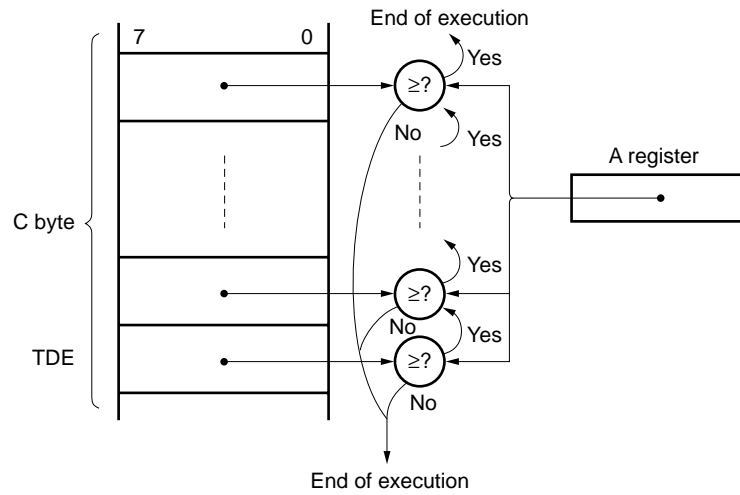 End of execution
7 0
Yes
≥?
No
Yes
A register
C byte
Yes
≥?
No
Yes
TDE
≥?
No
End of execution